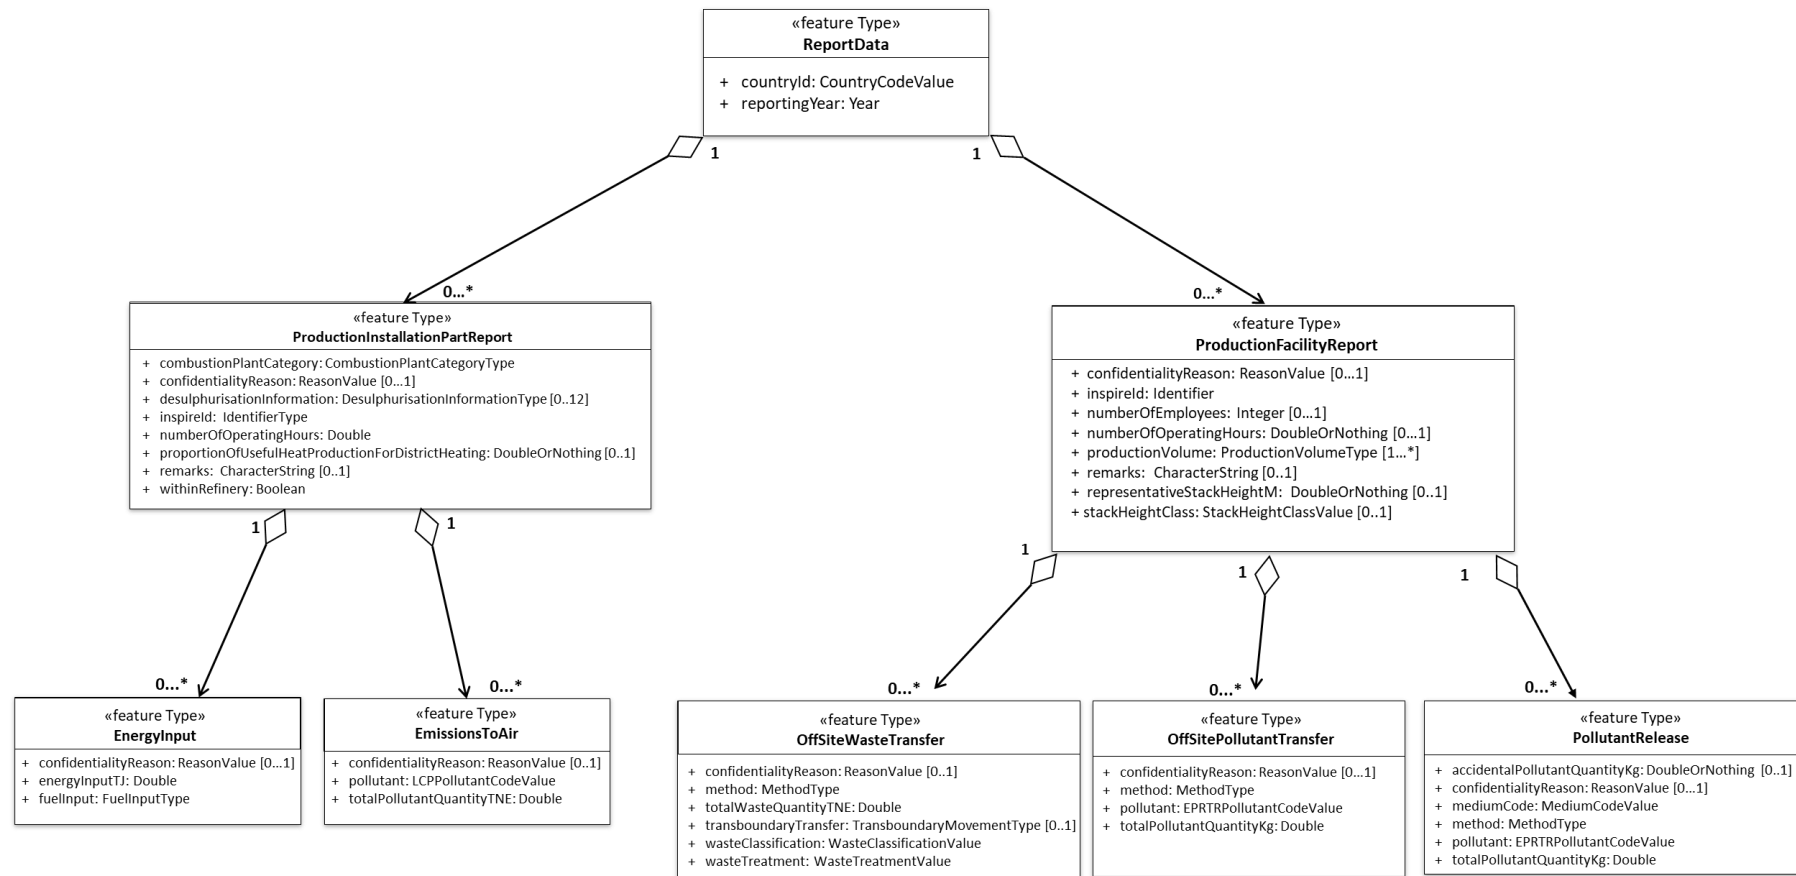 «feature Type»
ReportData
+ countryId: CountryCodeValue
+ reportingYear: Year
1
1
0...*
0...*
«feature Type»
ProductionInstallationPartReport
+ combustionPlantCategory: CombustionPlantCategoryType
+ confidentialityReason: ReasonValue [0...1]
+ desulphurisationInformation: DesulphurisationInformationType [0..12]
+ inspireId: IdentifierType
+ numberOfOperatingHours: Double
+ proportionOfUsefulHeatProductionForDistrictHeating: DoubleOrNothing [0..1]
+ remarks: CharacterString [0..1]
+ withinRefinery: Boolean
«feature Type»
ProductionFacilityReport
+ confidentialityReason: ReasonValue [0...1]
+ inspireId: Identifier
+ numberOfEmployees: Integer [0...1]
+ numberOfOperatingHours: DoubleOrNothing [0...1]
+ productionVolume: ProductionVolumeType [1...*]
+ remarks: CharacterString [0..1]
+ representativeStackHeightM: DoubleOrNothing [0..1]
+ stackHeightClass: StackHeightClassValue [0..1]
1
1
1
1
1
0...*
0...*
0...*
0...*
0...*
«feature Type»
EnergyInput
+ confidentialityReason: ReasonValue [0...1]
+ energyInputTJ: Double
+ fuelInput: FuelInputType
«feature Type»
EmissionsToAir
+ confidentialityReason: ReasonValue [0..1]
+ pollutant: LCPPollutantCodeValue
+ totalPollutantQuantityTNE: Double
«feature Type»
OffSiteWasteTransfer
+ confidentialityReason: ReasonValue [0..1]
+ method: MethodType
+ totalWasteQuantityTNE: Double
+ transboundaryTransfer: TransboundaryMovementType [0..1]
+ wasteClassification: WasteClassificationValue
+ wasteTreatment: WasteTreatmentValue
«feature Type»
OffSitePollutantTransfer
+ confidentialityReason: ReasonValue [0...1]
+ method: MethodType
+ pollutant: EPRTRPollutantCodeValue
+ totalPollutantQuantityKg: Double
«feature Type»
PollutantRelease
+ accidentalPollutantQuantityKg: DoubleOrNothing [0..1]
+ confidentialityReason: ReasonValue [0...1]
+ mediumCode: MediumCodeValue
+ method: MethodType
+ pollutant: EPRTRPollutantCodeValue
+ totalPollutantQuantityKg: Double